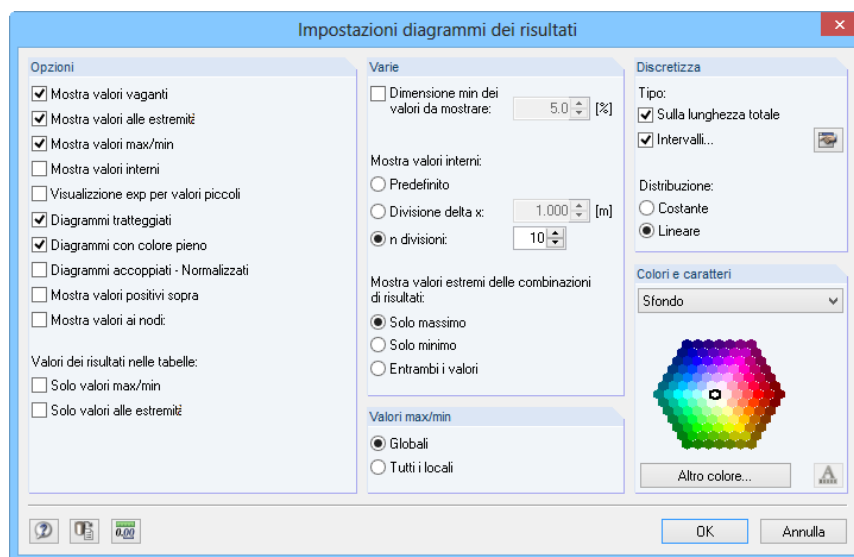 Impostazioni diagrammi dei risultati
Opzioni
Mostra valori vaganti
Mostra valori alle estremità
Mostra valori max/min
Mostra valori interni
Visualizzione exp per valori piccoli
Diagrammi tratteggiati
Diagrammi con colore pieno
Diagrammi accoppiati - Normalizzati
Mostra valori positivi sopra
Mostra valori ai nodi:
Valori dei risultati nelle tabelle:
Solo valori max/min
Solo valori alle estremità
Varie
Dimensione min dei
valori da mostrare: 5.0 [%]
Mostra valori interni:
Predefinito
Divisione delta x: 1.000 [m]
n divisioni: 10
Mostra valori estremi delle combinazioni
di risultati:
Solo massimo
Solo minimo
Entrambi i valori
Valori max/min
Globali
Tutti i locali
Discretizza
Tipo:
Sulla lunghezza totale
Intervalli...
Distribuzione:
Costante
Lineare
Colori e caratteri
Sfondo
Altro colore...
A
0.00
OK
Annulla